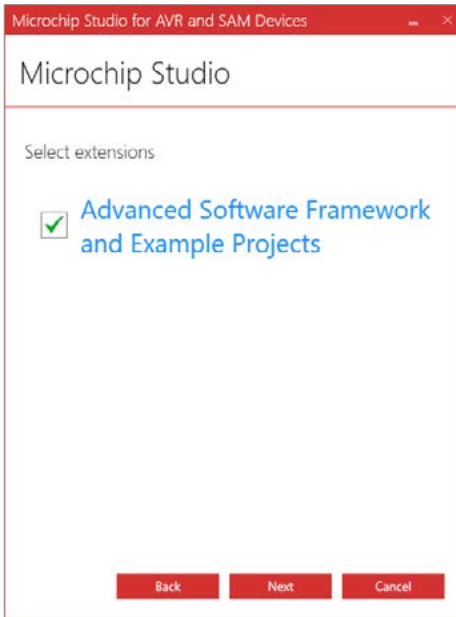 Microchip Studio for AVR and SAM Devices
Microchip Studio
Select extensions
Advanced Software Framework
and Example Projects
Back Next Cancel